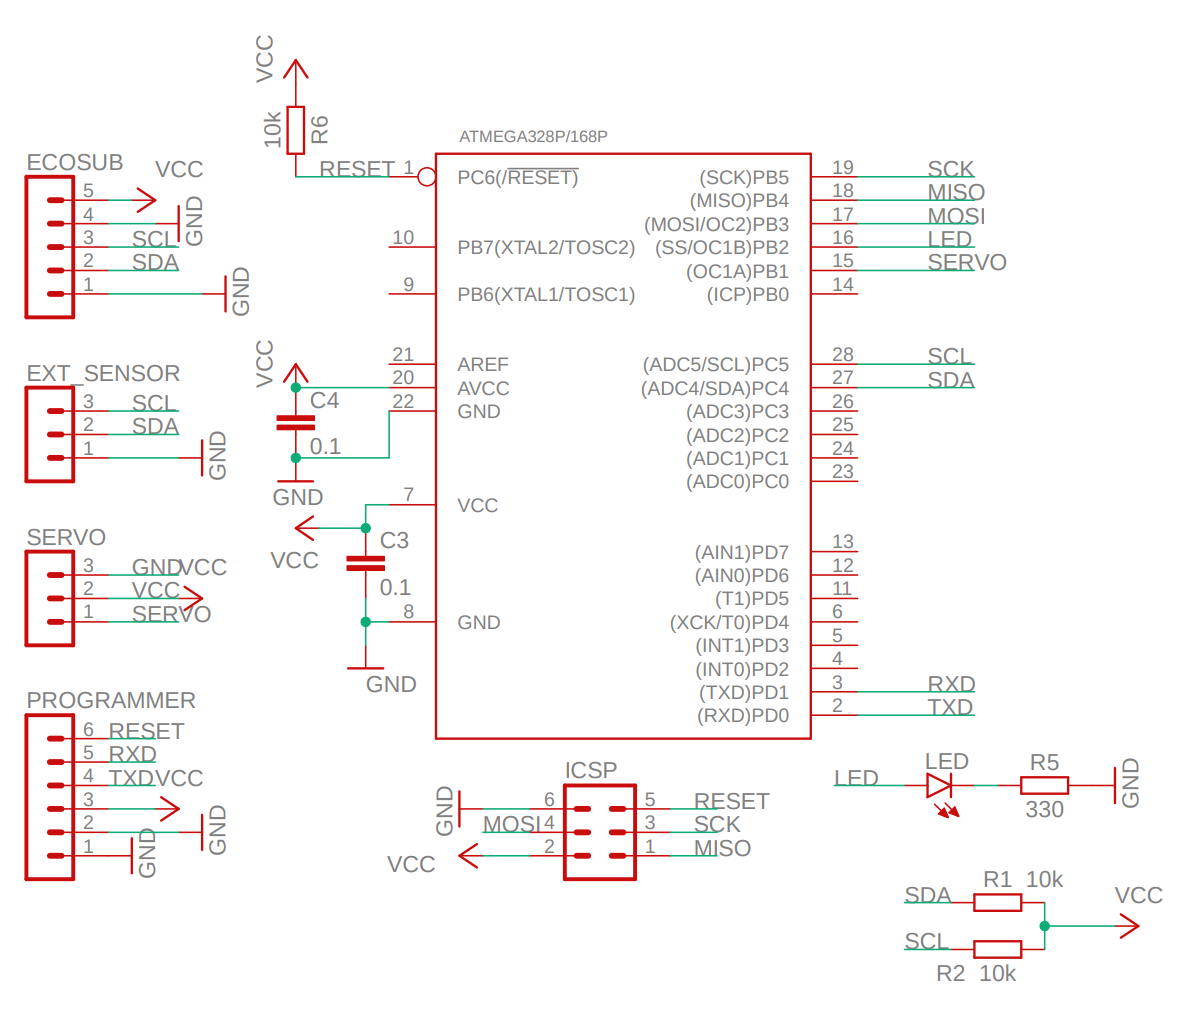 VCC
10k
R6
ATMEGA328P/168P
ECOSUB
VCC
5
4
GND
3
SCL
2
SDA
1
GND
RESET
1
PC6(/RESET)
10
PB7(XTAL2/TOSC2)
9
PB6(XTAL1/TOSC1)
21
AREF
20
AVCC
22
GND
7
VCC
8
GND
(SCK)PB5
19
SCK
(MISO)PB4
18
MISO
(MOSI/OC2)PB3
17
MOSI
(SS/OC1B)PB2
16
LED
(OC1A)PB1
15
SERVO
(ICP)PB0
14
(ADC5/SCL)PC5
28
SCL
(ADC4/SDA)PC4
27
SDA
(ADC3)PC3
26
(ADC2)PC2
25
(ADC1)PC1
24
(ADC0)PC0
23
(AIN1)PD7
13
(AIN0)PD6
12
(T1)PD5
11
(XCK/T0)PD4
6
(INT1)PD3
5
(INT0)PD2
4
(TXD)PD1
3
RXD
(RXD)PD0
2
TXD
VCC
C4
0.1
GND
VCC
C3
0.1
GND
EXT_SENSOR
3
SCL
2
SDA
1
GND
SERVO
3
GND
VCC
2
VCC
1
SERVO
PROGRAMMER
6
RESET
5
RXD
4
TXD
VCC
3
2
GND
1
GND
ICSP
GND
6
5
RESET
MOSI
4
3
SCK
VCC
2
1
MISO
LED
LED
R5
330
GND
R1 10k
SDA
VCC
SCL
R2 10k